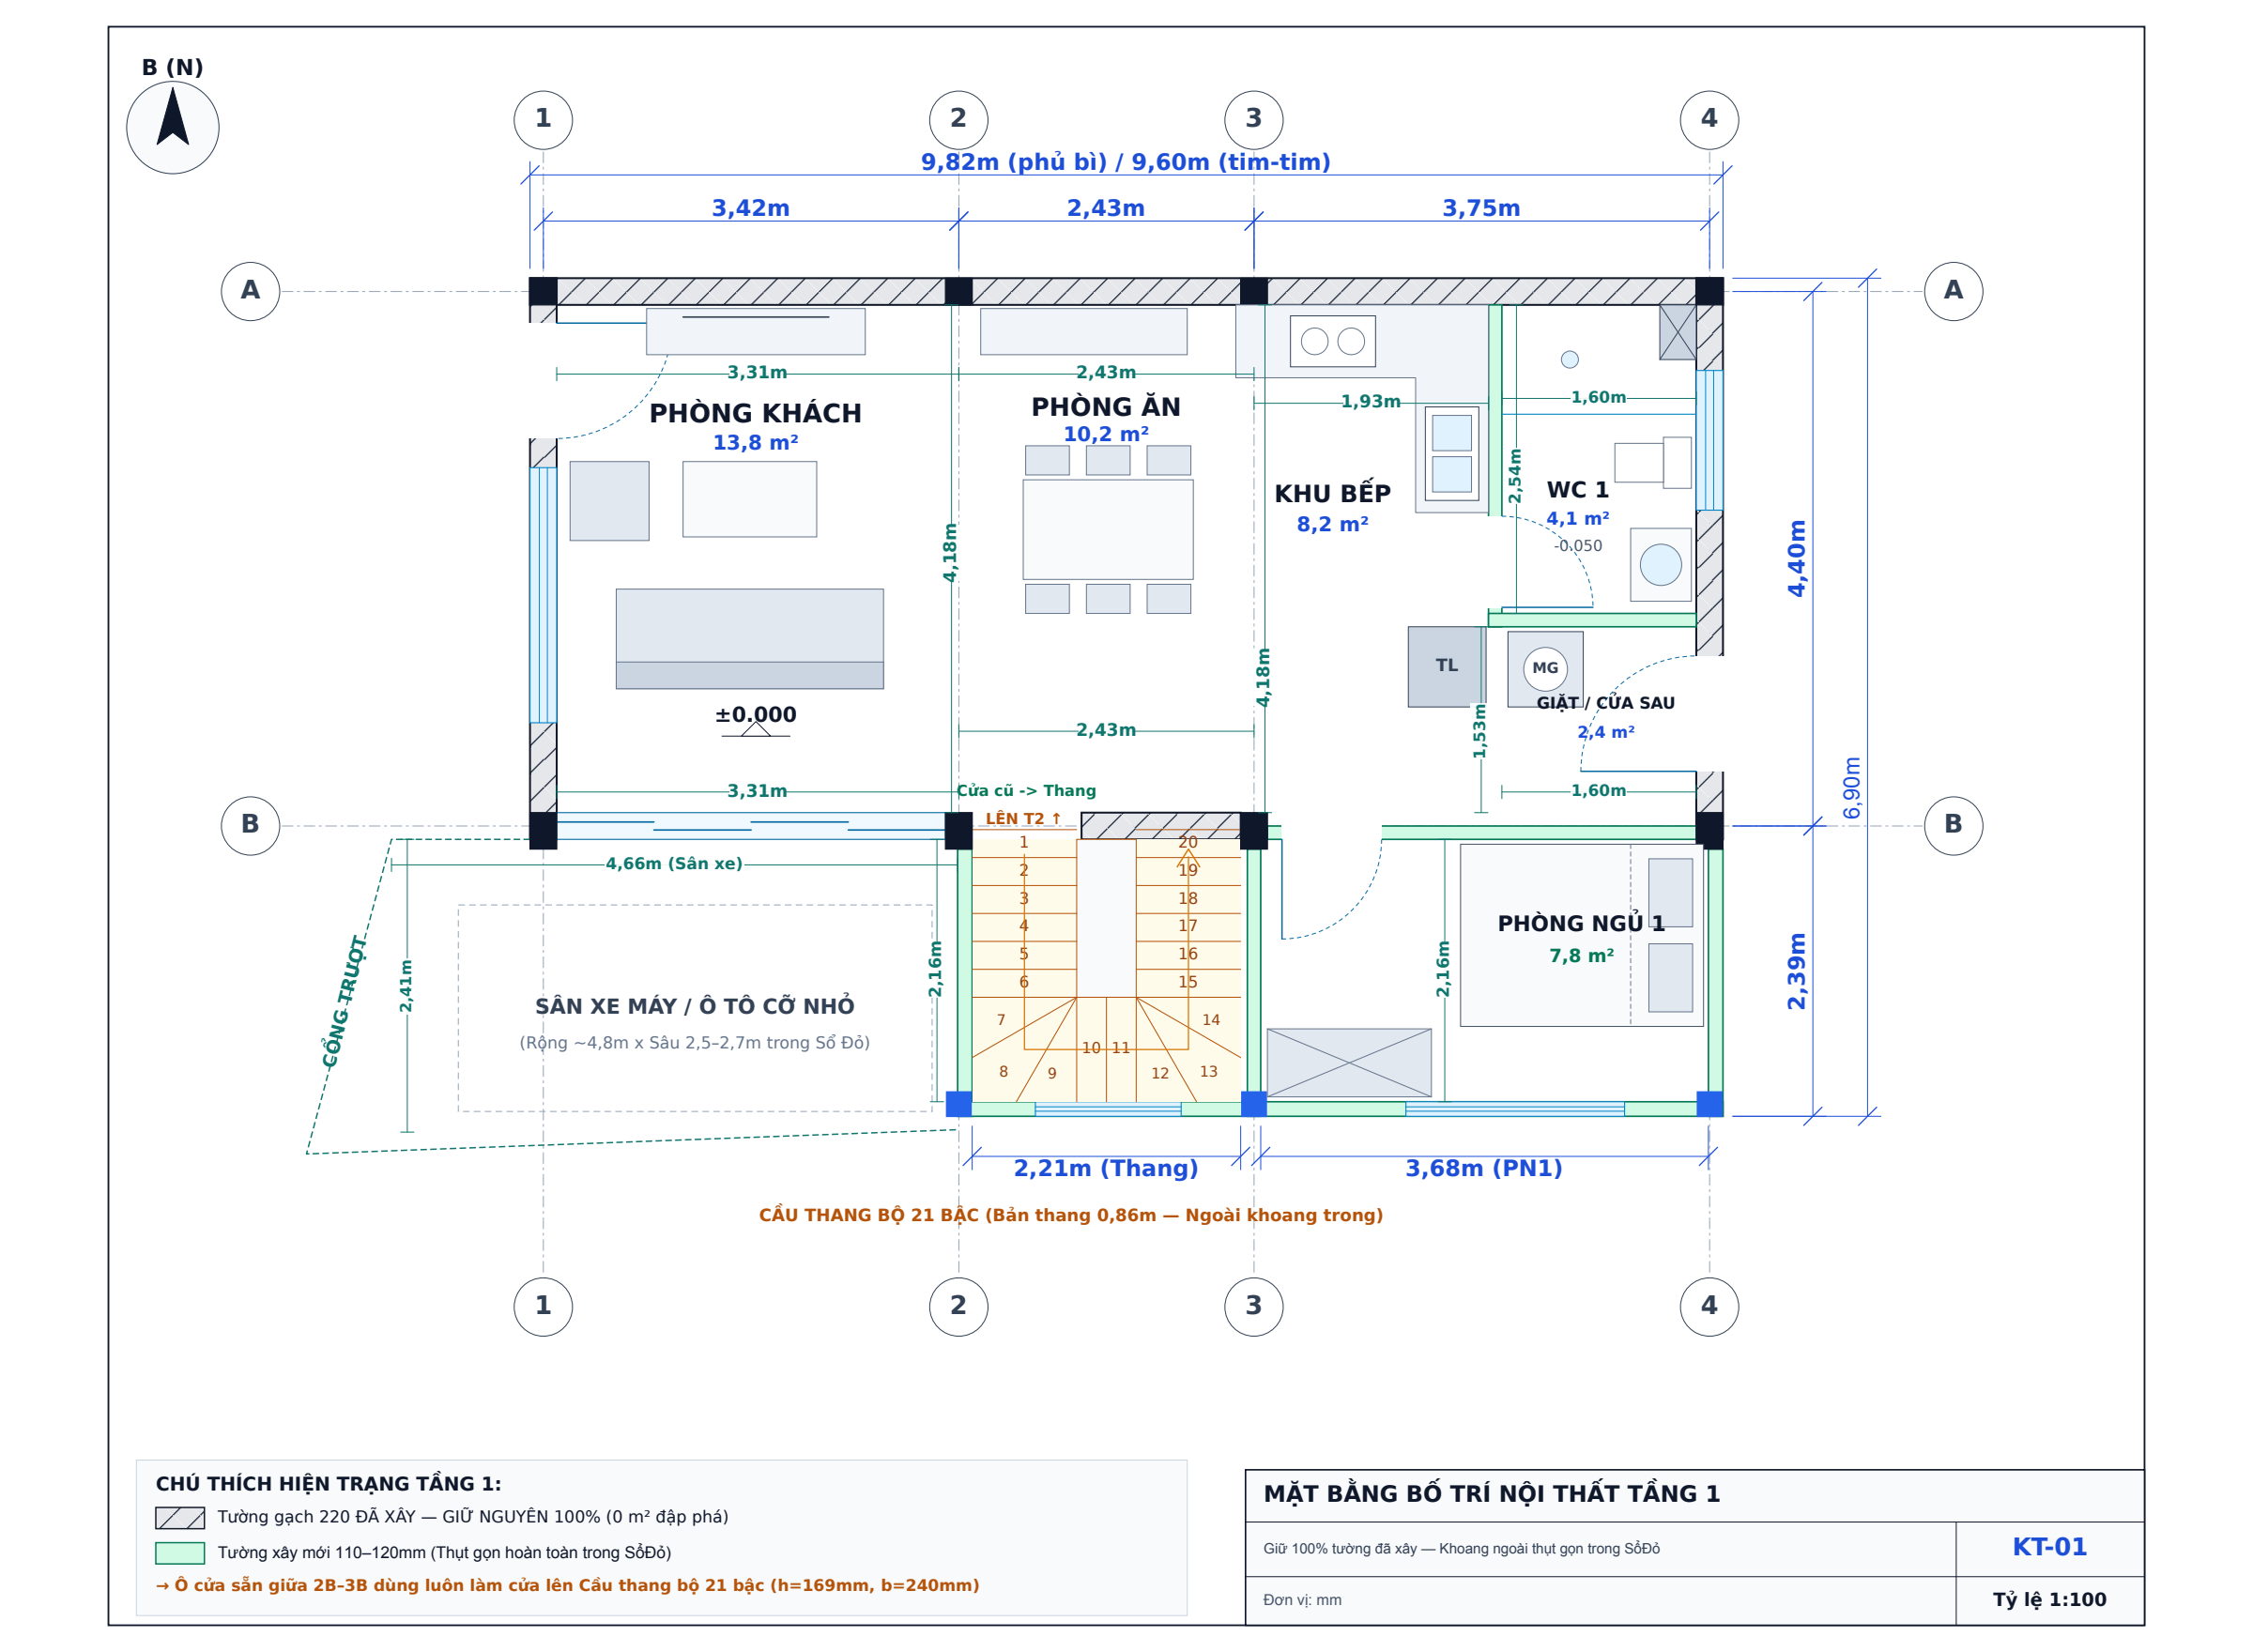 B (N)
1
2
3
4
9,82m (phủ bì) / 9,60m (tim-tim)
3,42m
2,43m
3,75m
A
A
3,31m
2,43m
1,93m
1,60m
PHÒNG KHÁCH
13,8 m²
PHÒNG ĂN
10,2 m²
KHU BẾP
8,2 m²
2,54m
WC 1
4,1 m²
-0.050
4,18m
4,18m
4,40m
TL
MG
GIẶT / CỬA SAU
2,4 m²
±0.000
2,43m
1,53m
6,90m
3,31m
Cửa cũ -> Thang
1,60m
B
LÊN T2 ↑
B
4,66m (Sân xe)
1
2
3
4
5
6
7
8
9
10
11
12
13
14
15
16
17
18
19
20
CỔNG TRƯỢT
2,41m
2,16m
2,16m
2,39m
SÂN XE MÁY / Ô TÔ CỠ NHỎ
(Rộng ~4,8m x Sâu 2,5–2,7m trong Sổ Đỏ)
PHÒNG NGỦ 1
7,8 m²
2,21m (Thang)
3,68m (PN1)
CẦU THANG BỘ 21 BẬC (Bản thang 0,86m — Ngoài khoang trong)
1
2
3
4
CHÚ THÍCH HIỆN TRẠNG TẦNG 1:
Tường gạch 220 ĐÃ XÂY — GIỮ NGUYÊN 100% (0 m² đập phá)
Tường xây mới 110–120mm (Thụt gọn hoàn toàn trong SổĐỏ)
→ Ô cửa sẵn giữa 2B–3B dùng luôn làm cửa lên Cầu thang bộ 21 bậc (h=169mm, b=240mm)
MẶT BẰNG BỐ TRÍ NỘI THẤT TẦNG 1
Giữ 100% tường đã xây — Khoang ngoài thụt gọn trong SổĐỏ
KT-01
Đơn vị: mm
Tỷ lệ 1:100